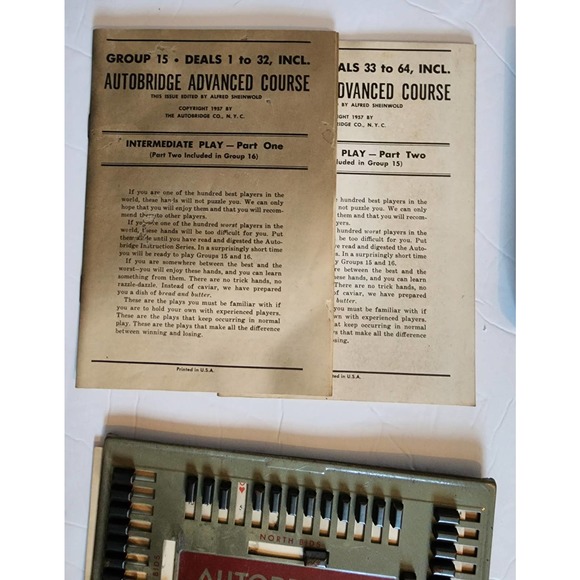 GROUP 15 • DEALS 1 to 32, INCL.
AUTOBRIDGE ADVANCED COURSE
THIS ISSUE EDITED BY ALFRED SHEINWOLD
COPYRIGHT 1957 BY
THE AUTOBRIDGE CO., N. Y. C.
INTERMEDIATE PLAY — Part One
(Part Two Included in Group 16)
If you are one of the hundred best players in the
world, these hands will not puzzle you. We can only
hope that you will enjoy them and that you will recom-
mend them to other players.
If you are one of the hundred worst players in the
world, these hands will be too difficult for you. Put
them aside until you have read and digested the Auto-
bridge Instruction Series. In a surprisingly short time
you will be ready to play Groups 15 and 16.
If you are somewhere between the best and the
worst—you will enjoy these hands, and you can learn
something from them. There are no trick hands, no
razzle-dazzle. Instead of caviar, we have prepared
you a dish of bread and butter.
These are the plays you must be familiar with if
you are to hold your own with experienced players.
These are the plays that keep occurring in normal
play. These are the plays that make all the difference
between winning and losing.
Printed in U.S.A.
ALS 33 to 64, INCL.
DVANCED COURSE
BY ALFRED SHEINWOLD
GHT 1957 BY
BRIDGE CO., N. Y. C.
PLAY — Part Two
cluded in Group 15)
hundred best players in the
ll not puzzle you. We can only
y them and that you will recom-
yers.
hundred worst players in the
l be too difficult for you. Put
have read and digested the Auto-
ries. In a surprisingly short time
lay Groups 15 and 16.
re between the best and the
these hands, and you can learn
There are no trick hands, no
of caviar, we have prepared
butter.
you must be familiar with if
own with experienced players.
that keep occurring in normal
ys that make all the difference
losing.
U.S.A.
5
NORTH BIDS
BIDS
AUTOB